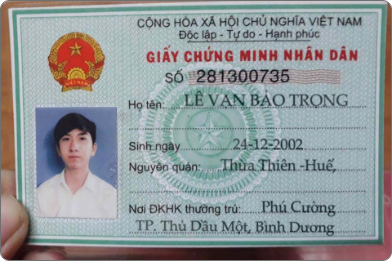 CỘNG HÒA XÃ HỘI CHỦ NGHĨA VIỆT NAM
Độc lập - Tự do - Hạnh phúc
GIẤY CHỨNG MINH NHÂN DÂN
SỐ 281300735
Họ tên: LÊ VĂN BẢO TRỌNG
Sinh ngày 24-12-2002
Nguyên quán: Thừa Thiên -Huế,
Nơi ĐKHK thường trú: Phú Cường
TP. Thủ Dầu Một, Bình Dương